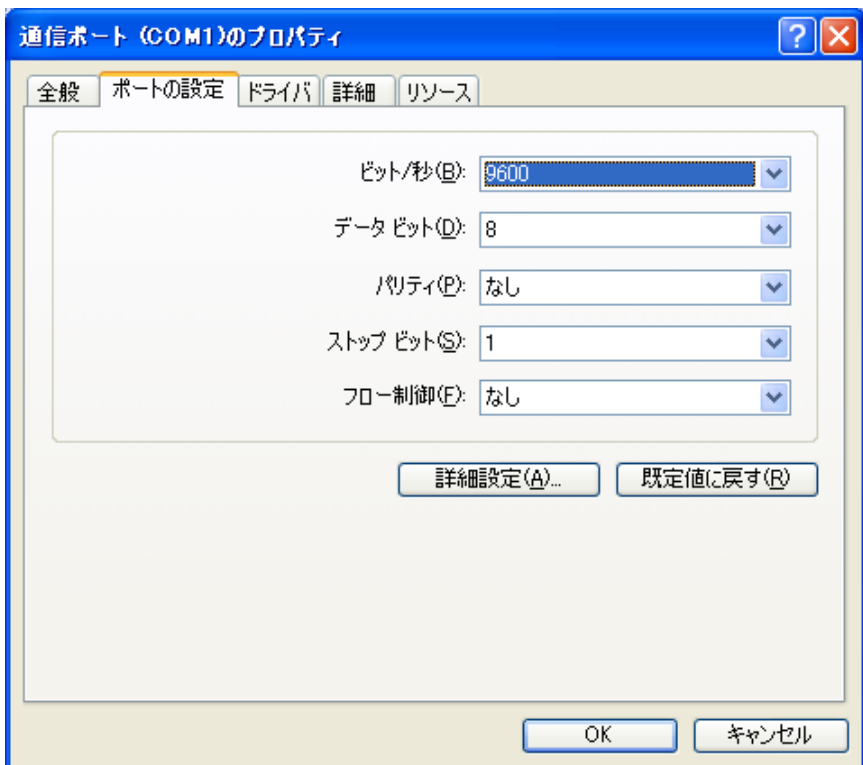 通信ポート (COM1)のプロパティ
全般 ポートの設定 ドライバ 詳細 リソース
ビット/秒(B): 9600
データ ビット(D): 8
パリティ(P): なし
ストップ ビット(S): 1
フロー制御(F): なし
詳細設定(A)... 既定値に戻す(R)
OK キャンセル